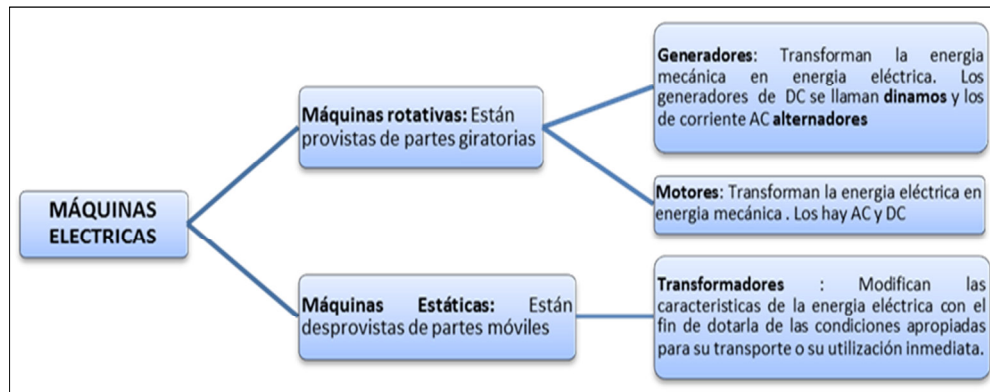 MÁQUINAS
ELECTRICAS
Máquinas rotativas: Están
provistas de partes giratorias
Generadores: Transforman la energia
mecánica en energia eléctrica. Los
generadores de DC se llaman dinamos y los
de corriente AC alternadores
Motores: Transforman la energia eléctrica en
energia mecánica . Los hay AC y DC
Máquinas Estáticas: Están
desprovistas de partes móviles
Transformadores : Modifican las
caracteristicas de la energia eléctrica con el
fin de dotarla de las condiciones apropiadas
para su transporte o su utilización inmediata.